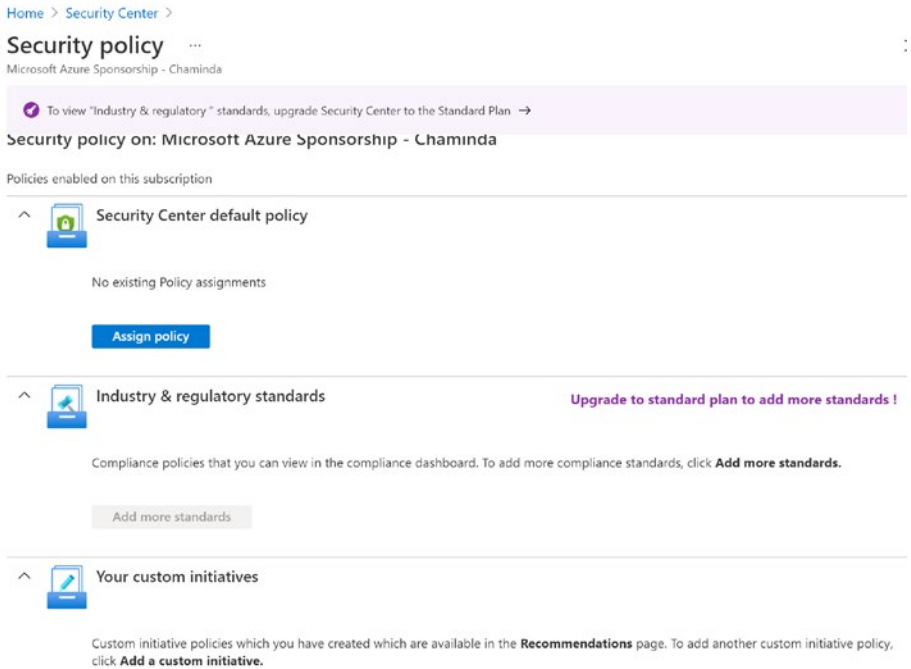 Home > Security Center >
Security policy ...
Microsoft Azure Sponsorship - Chaminda
To view "Industry & regulatory " standards, upgrade Security Center to the Standard Plan →
Security policy on: Microsoft Azure Sponsorship - Chaminda
Policies enabled on this subscription
Security Center default policy
No existing Policy assignments
Assign policy
Industry & regulatory standards
Upgrade to standard plan to add more standards !
Compliance policies that you can view in the compliance dashboard. To add more compliance standards, click Add more standards.
Add more standards
Your custom initiatives
Custom initiative policies which you have created which are available in the Recommendations page. To add another custom initiative policy,
click Add a custom initiative.